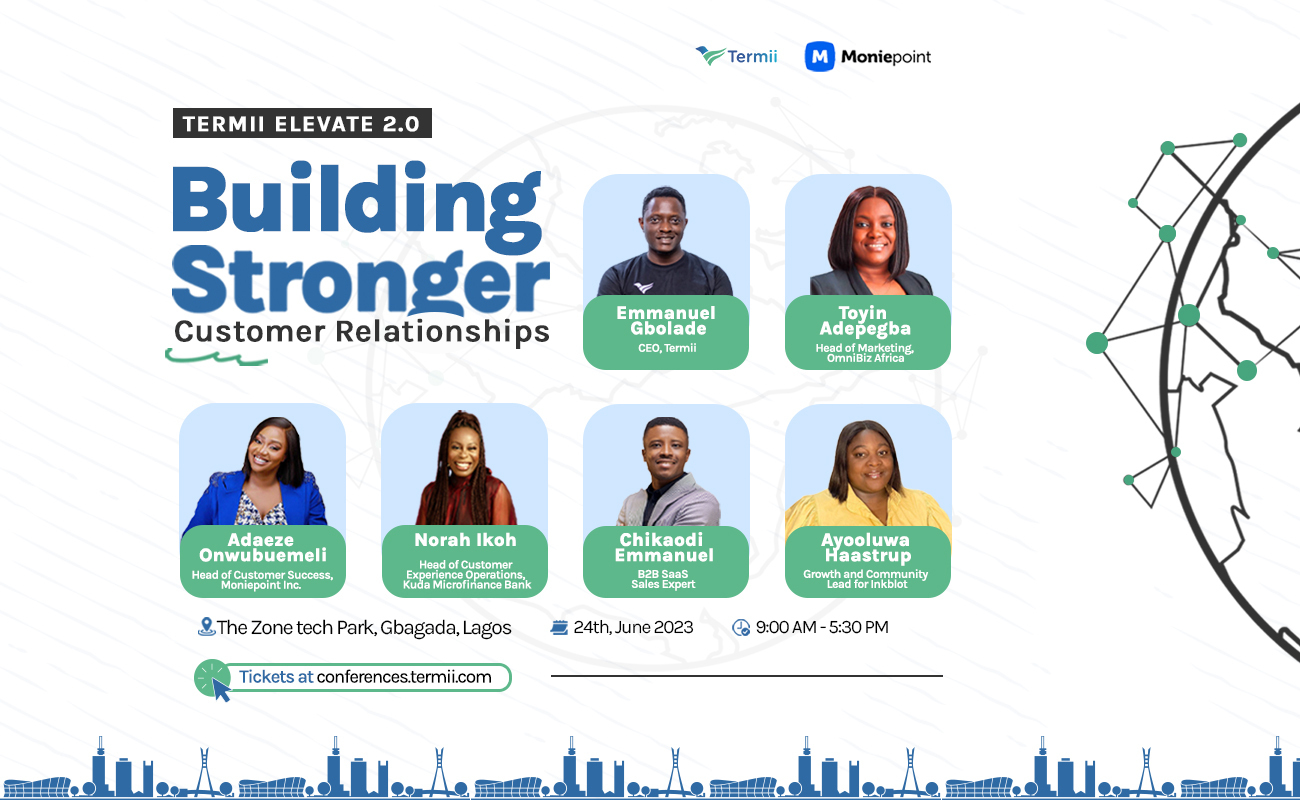 Termii
M Moniepoint
TERMII ELEVATE 2.0
Building
Stronger
Customer Relationships
Emmanuel
Gbolade
CEO, Termii
Toyin
Adepegba
Head of Marketing,
OmniBiz Africa
Adaeze
Onwubuemeli
Head of Customer Success,
Moniepoint Inc.
Norah Ikoh
Head of Customer
Experience Operations,
Kuda Microfinance Bank
Chikaodi
Emmanuel
B2B SaaS
Sales Expert
Ayooluwa
Haastrup
Growth and Community
Lead for Inkblot
The Zone tech Park, Gbagada, Lagos
24th, June 2023
9:00 AM - 5:30 PM
Tickets at conferences.termii.com